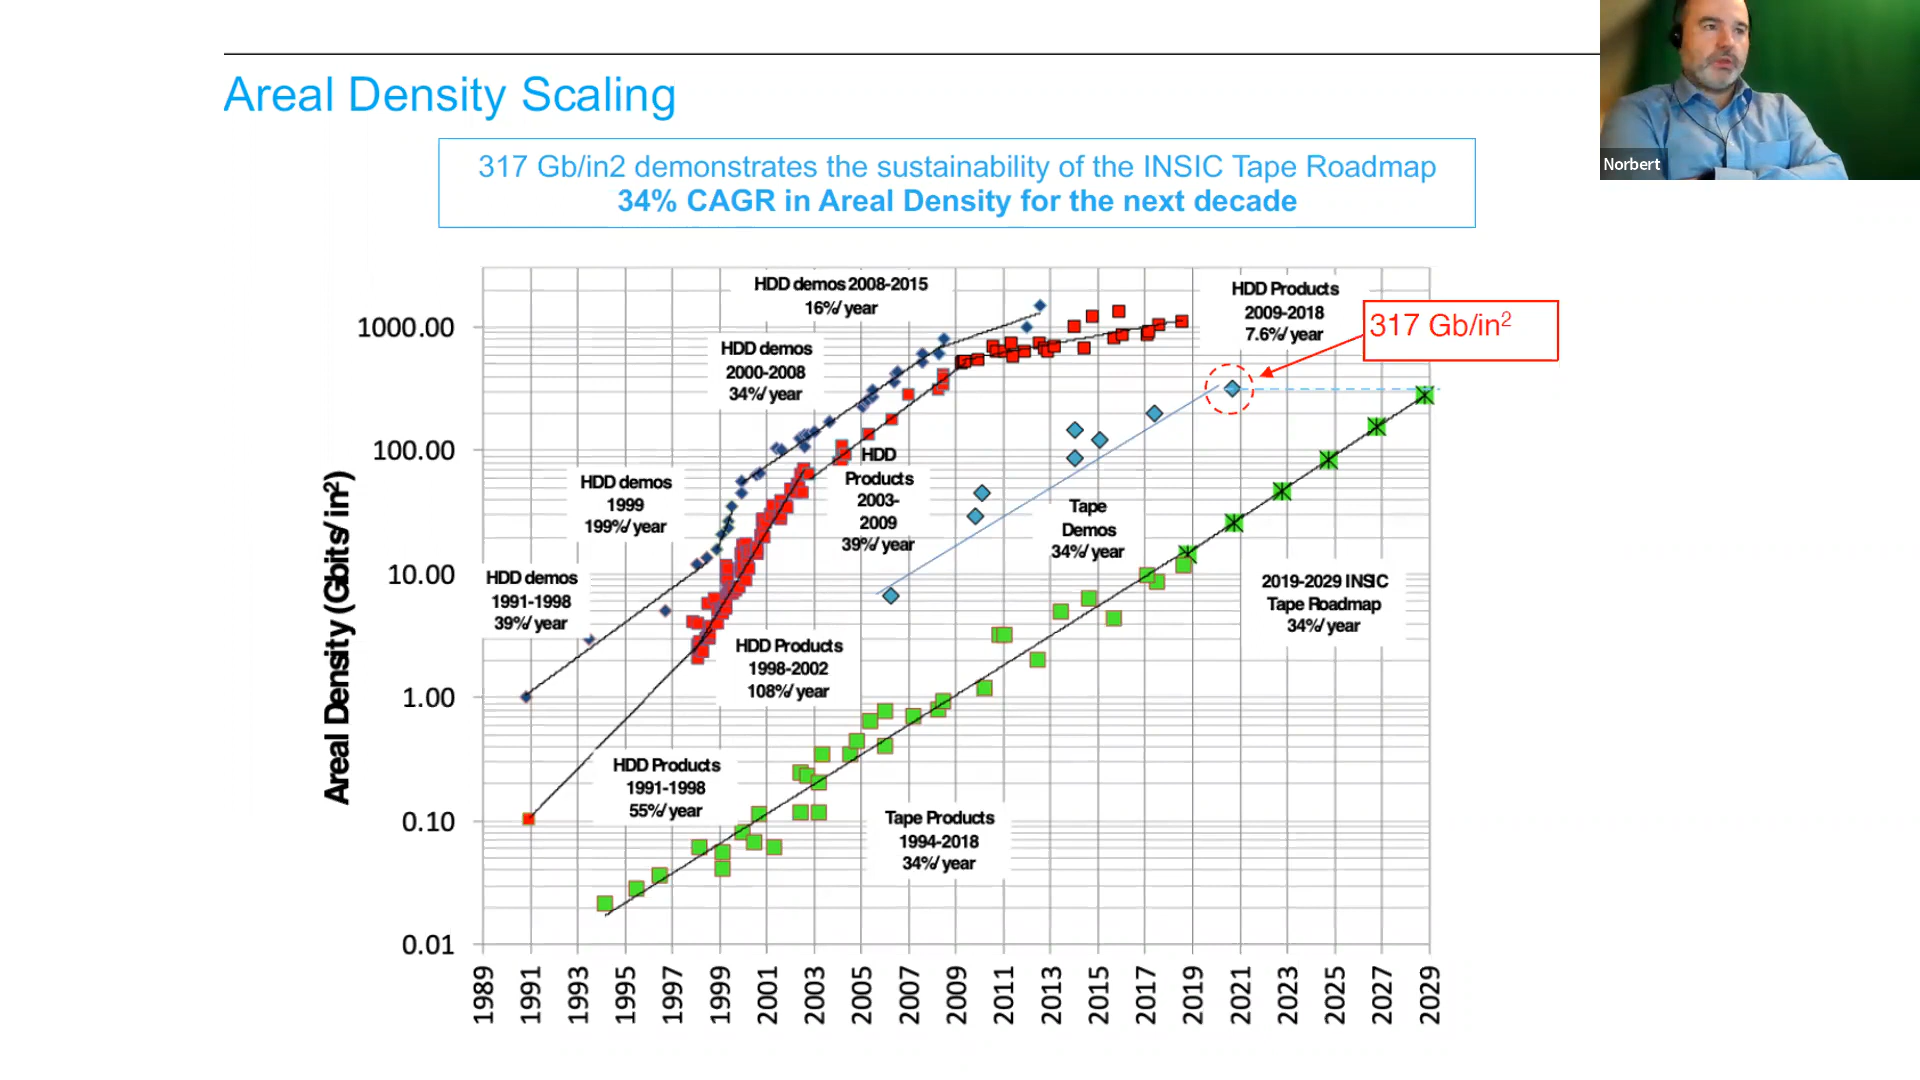 Norbert
Areal Density Scaling
317 Gb/in2 demonstrates the sustainability of the INSIC Tape Roadmap
34% CAGR in Areal Density for the next decade
HDD demos 2008-2015
16%/year
HDD Products
2009-2018
7.6%/year
317 Gb/in²
HDD demos
2000-2008
34%/year
HDD demos
1999
199%/year
HDD
Products
2003-
2009
39%/year
Tape
Demos
34%/year
HDD demos
1991-1998
39%/year
2019-2029 INSIC
Tape Roadmap
34%/year
HDD Products
1998-2002
108%/year
HDD Products
1991-1998
55%/year
Tape Products
1994-2018
34%/year
Areal Density (Gbits/in²)
1000.00
100.00
10.00
1.00
0.10
0.01
1989
1991
1993
1995
1997
1999
2001
2003
2005
2007
2009
2011
2013
2015
2017
2019
2021
2023
2025
2027
2029